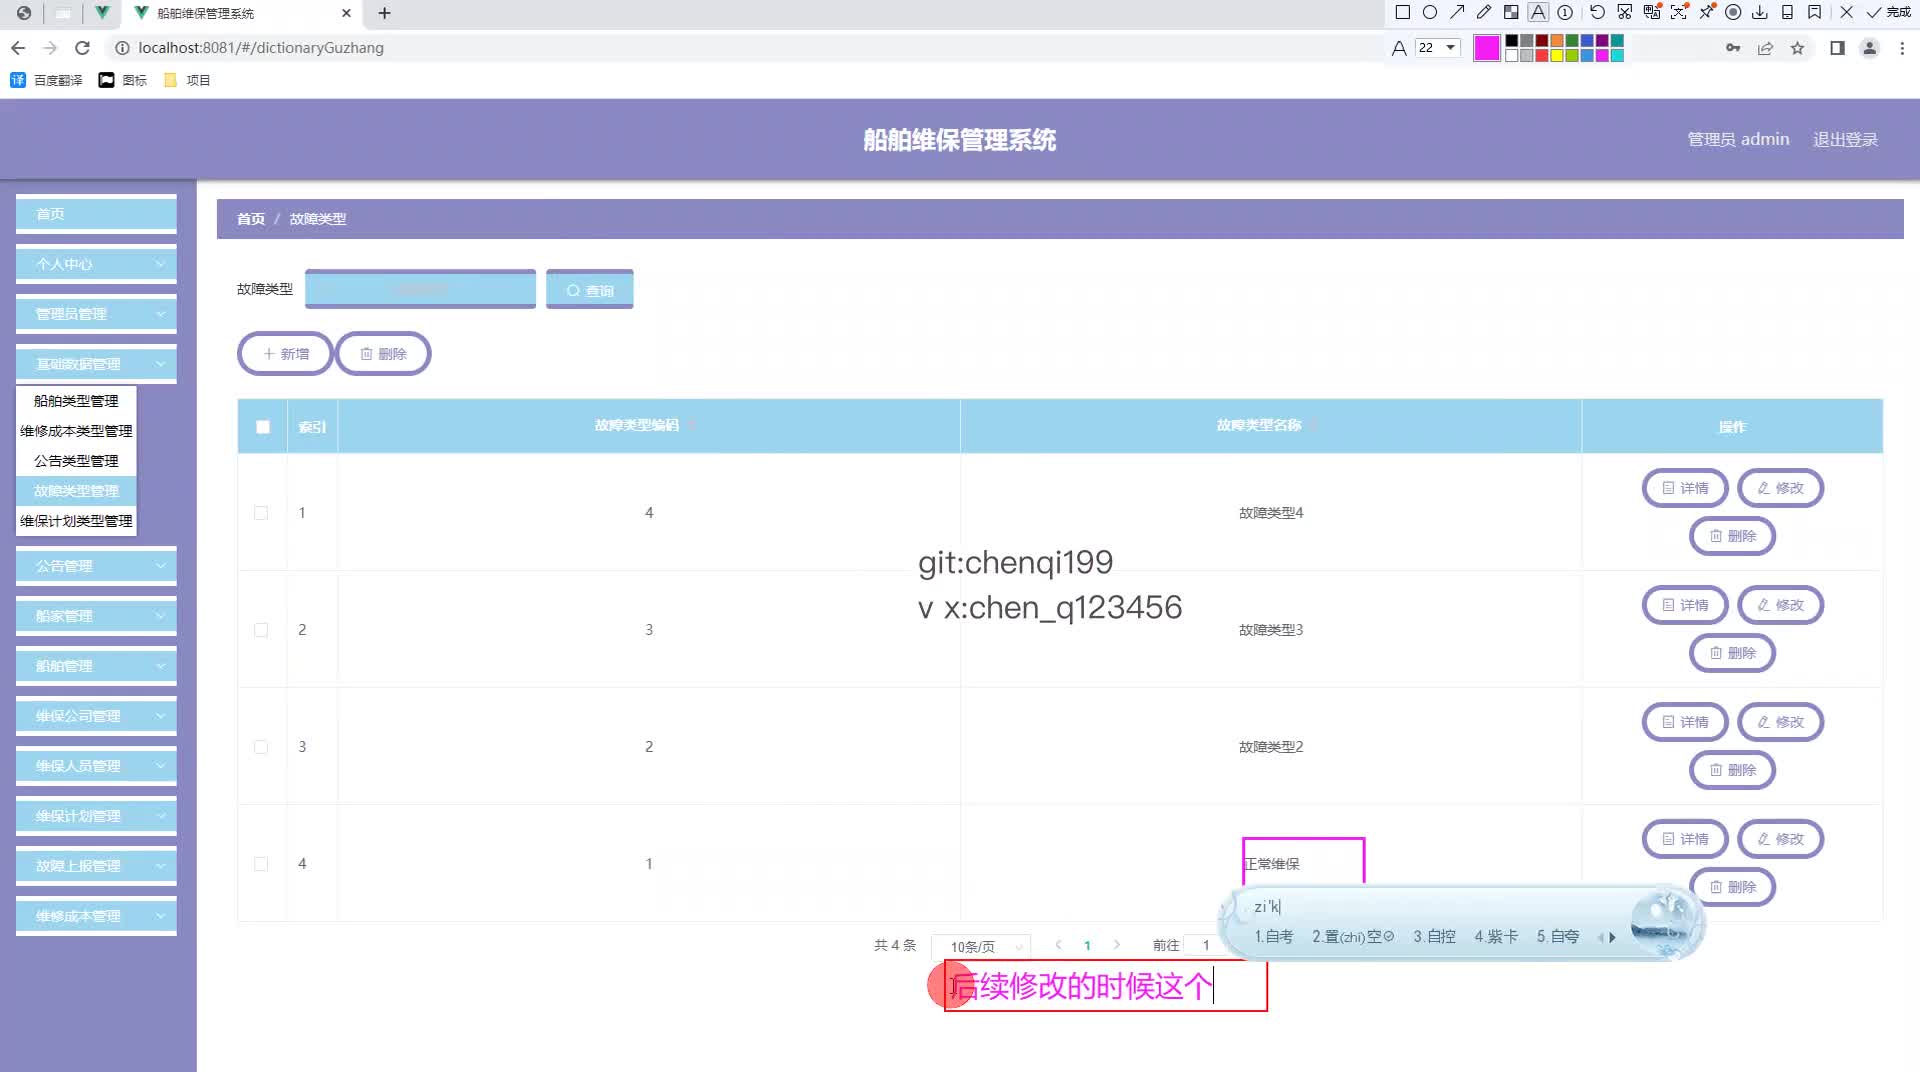 船舶维保管理系统
完成
localhost:8081/#/dictionaryGuzhang
A 22
百度翻译 图标 项目
船舶维保管理系统
管理员 admin 退出登录
首页
个人中心
管理员管理
基础数据管理
船舶类型管理
维修成本类型管理
公告类型管理
故障类型管理
维保计划类型管理
公告管理
船家管理
船舶管理
维保公司管理
维保人员管理
维保计划管理
故障上报管理
维修成本管理
首页 / 故障类型
故障类型 查询
新增 删除
索引 故障类型编码 故障类型名称 操作
1 4 故障类型4 详情 修改
删除
git:chenqi199
v x:chen_q123456
2 3 故障类型3 详情 修改
删除
3 2 故障类型2 详情 修改
删除
4 1 正常维保 详情 修改
删除
zi'k
1.自考 2.置(zhi)空 3.自控 4.紫卡 5.自夸
共 4 条 10条/页 1 前往 1
后续修改的时候这个